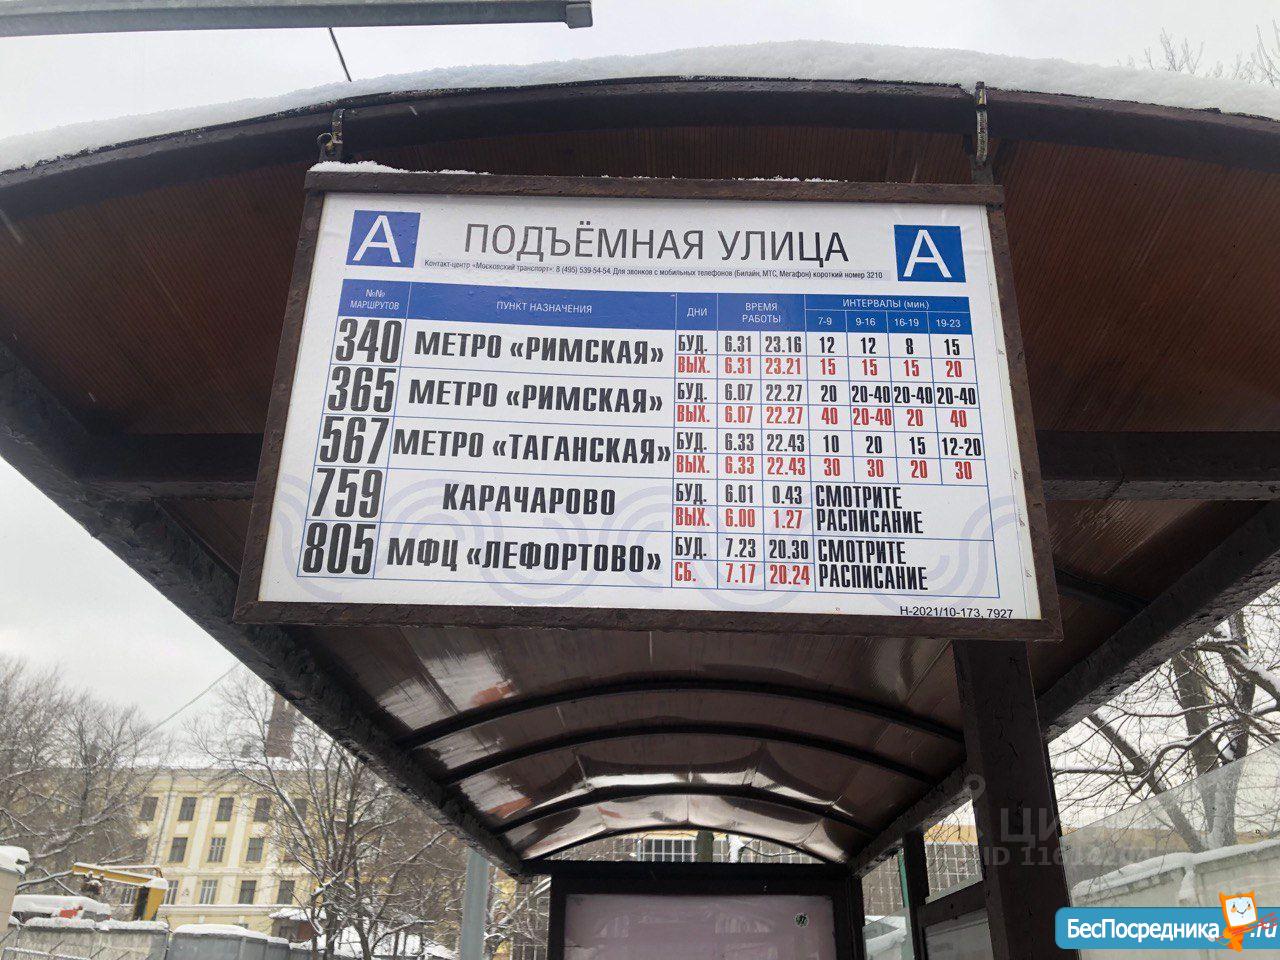 А ПОДЪЁМНАЯ УЛИЦА А
Контакт-центр «Московский транспорт»: 8 (495) 539-54-54. Для звонков с мобильных телефонов (Билайн, МТС, Мегафон) короткий номер 3210
№№ МАРШРУТОВ ПУНКТ НАЗНАЧЕНИЯ ДНИ ВРЕМЯ РАБОТЫ ИНТЕРВАЛЫ (мин.)
7-9 9-16 16-19 19-23
340 МЕТРО «РИМСКАЯ» БУД. 6.31 23.16 12 12 8 15
ВЫХ. 6.31 23.21 15 15 15 20
365 МЕТРО «РИМСКАЯ» БУД. 6.07 22.27 20 20-40 20-40 20-40
ВЫХ. 6.07 22.27 40 20-40 20 40
567 МЕТРО «ТАГАНСКАЯ» БУД. 6.33 22.43 10 20 15 12-20
ВЫХ. 6.33 22.43 30 30 20 30
759 КАРАЧАРОВО БУД. 6.01 0.43 СМОТРИТЕ
ВЫХ. 6.00 1.27 РАСПИСАНИЕ
805 МФЦ «ЛЕФОРТОВО» БУД. 7.23 20.30 СМОТРИТЕ
СБ. 7.17 20.24 РАСПИСАНИЕ
Н-2021/10-173, 7927
БесПосредника.ru